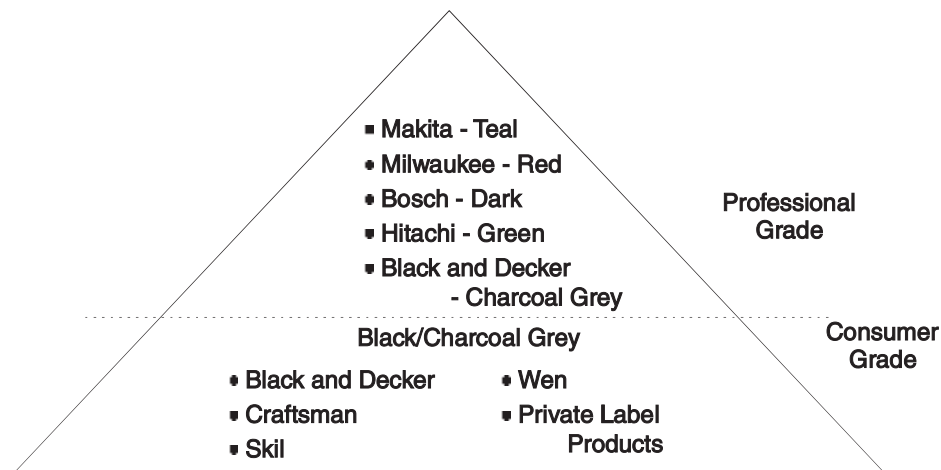 ■ Makita - Teal
• Milwaukee - Red
• Bosch - Dark
■ Hitachi - Green
■ Black and Decker
- Charcoal Grey
Professional
Grade
Black/Charcoal Grey
Consumer
Grade
• Black and Decker
■ Craftsman
■ Skil
• Wen
■ Private Label
Products